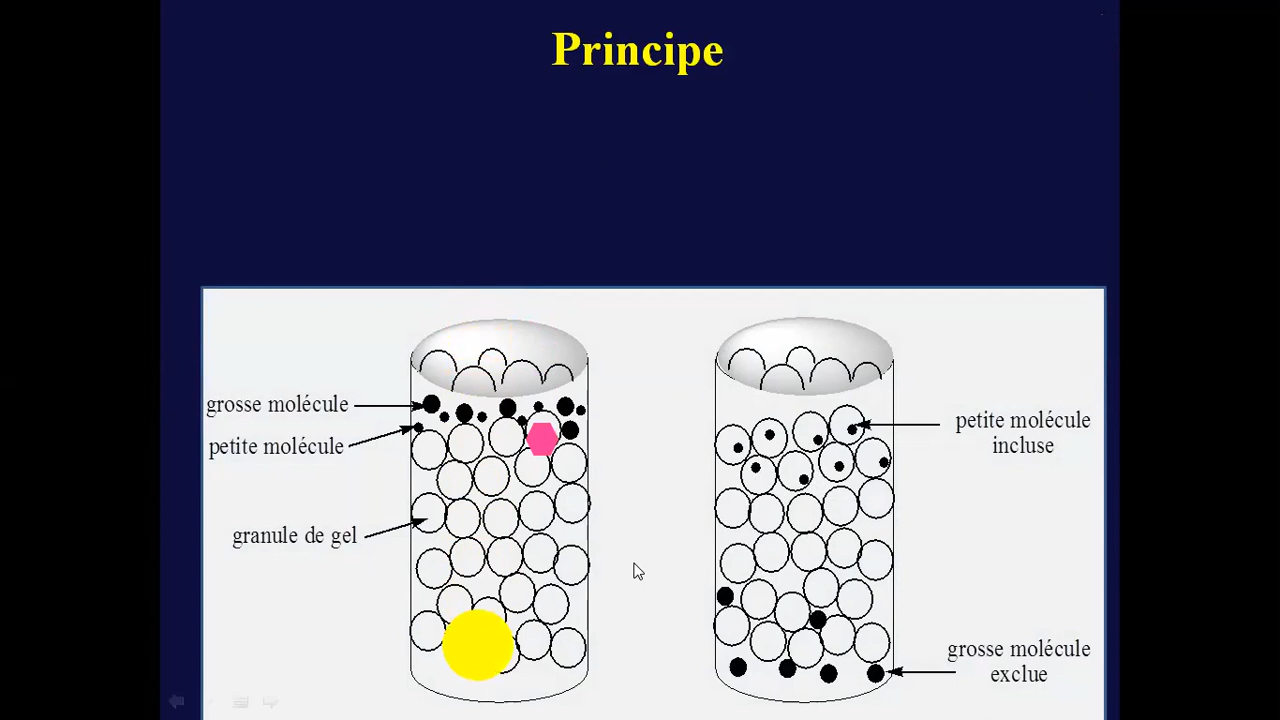 Principe
grosse molécule
petite molécule
granule de gel
petite molécule
incluse
grosse molécule
exclue